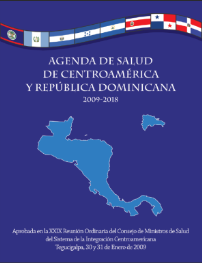 AGENDA DE SALUD
DE CENTROAMÉRICA
Y REPÚBLICA DOMINICANA
2009-2018
Aprobada en la XXIX Reunión Ordinaria del Consejo de Ministros de Salud
del Sistema de la Integración Centroamericana
Tegucigalpa, 30 y 31 de Enero de 2009